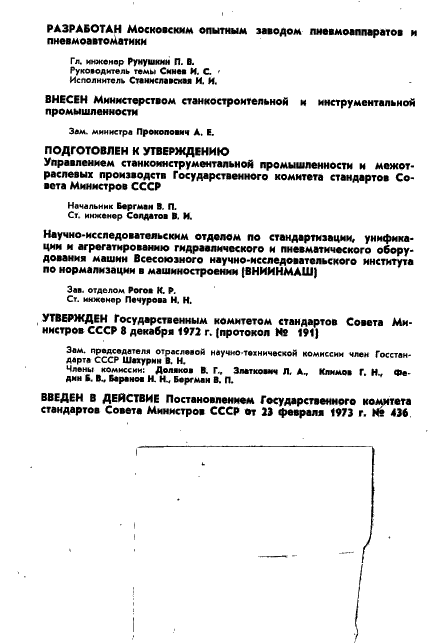 РАЗРАБОТАН Московским опытным заводом пневмоаппаратов и
пневмоавтоматики
Гл. инженер Рунушкин П. В.
Руководитель темы Синев И. С.
Исполнитель Станиславская И. И.
ВНЕСЕН Министерством станкостроительной и инструментальной
промышленности
Зам. министра Прокопович А. Е.
ПОДГОТОВЛЕН К УТВЕРЖДЕНИЮ
Управлением станкоинструментальной промышленности и межот-
раслевых производств Государственного комитета стандартов Со-
вета Министров СССР
Начальник Бергман В. П.
Ст. инженер Солдатов В. И.
Научно-исследовательским отделом по стандартизации, унифика-
ции и агрегатированию гидравлического и пневматического обору-
дования машин Всесоюзного научно-исследовательского института
по нормализации в машиностроении (ВНИИНМАШ)
Зав. отделом Рогов К. Р.
Ст. инженер Печурова Н. Н.
УТВЕРЖДЕН Государственным комитетом стандартов Совета Ми-
нистров СССР 8 декабря 1972 г. (протокол № 191)
Зам. председателя отраслевой научно-технической комиссии член Госстан-
дарта СССР Шахурин В. Н.
Члены комиссии: Доляков В. Г., Златкович Л. А., Климов Г. Н., Фе-
дин Б. В., Баранов Н. Н., Бергман В. П.
ВВЕДЕН В ДЕЙСТВИЕ Постановлением Государственного комитета
стандартов Совета Министров СССР от 23 февраля 1973 г. № 436